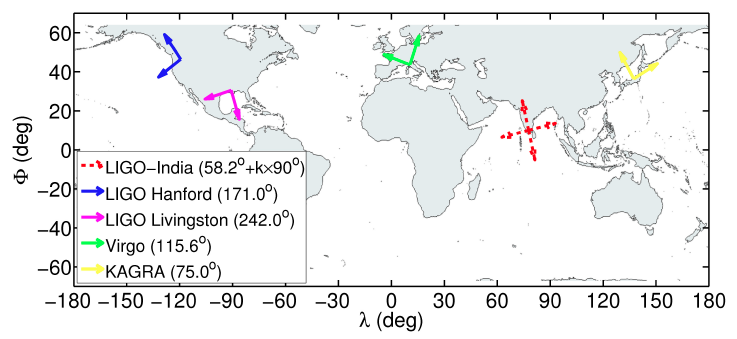 60
40
20
0
−20
−40
−60
Φ (deg)
LIGO−India (58.2°+k×90°)
LIGO Hanford (171.0°)
LIGO Livingston (242.0°)
Virgo (115.6°)
KAGRA (75.0°)
−180 −150 −120 −90 −60 −30 0 30 60 90 120 150 180
λ (deg)